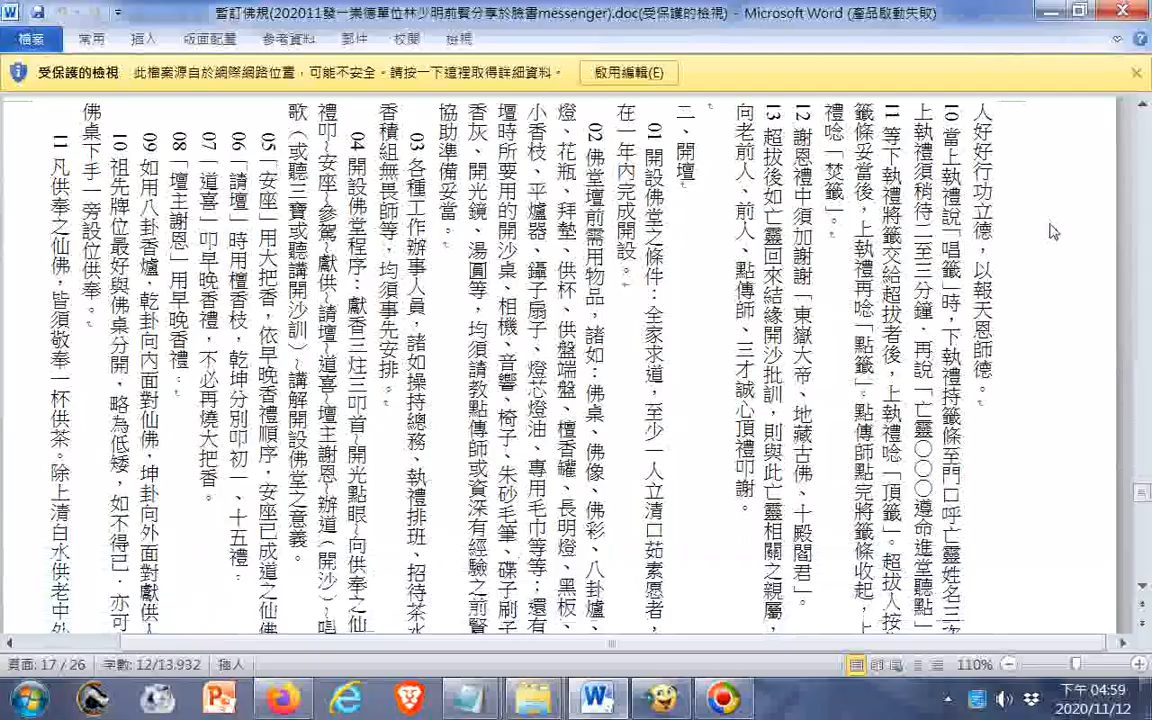 暫訂佛規(202011發一崇德單位林少明前賢分享於臉書messenger).doc(受保護的檢視) - Microsoft Word (產品啟動失敗)
檔案 常用 插入 版面配置 參考資料 郵件 校閱 檢視
受保護的檢視 此檔案源自於網際網路位置，可能不安全。請按一下這裡取得詳細資料。 啟用編輯(E)
人好好行功立德，以報天恩師德。
10 當上執禮說「唱籤」時，下執禮持籤條至門口呼亡靈姓名三次
上執禮須稍待二至三分鐘，再說「亡靈○○○遵命進堂聽點」
11 等下執禮將籤交給超拔者後，上執禮唸「頂籤」。超拔人按
籤條妥當後，上執禮再唸「點籤」。點傳師點完將籤條收起，上
禮唸「焚籤」。
12 謝恩禮中須加謝謝「東嶽大帝、地藏古佛、十殿閻君」。
13 超拔後如亡靈回來結緣開沙批訓，則與此亡靈相關之親屬，
向老前人、前人、點傳師、三才誠心頂禮叩謝。
二、開壇
01 開設佛堂之條件：全家求道，至少一人立清口茹素愿者，
在一年內完成開設。
02 佛堂壇前需用物品，諸如：佛桌、佛像、佛彩、八卦爐、
燈、花瓶、拜墊、供杯、供盤端盤、檀香罐、長明燈、黑板、
小香枝、平爐器、鑷子扇子、燈芯燈油、專用毛巾等等；還有
壇時所要用的開沙桌、相機、音響、椅子、朱砂毛筆、碟子刷子
香灰、開光鏡、湯圓等，均須請教點傳師或資深有經驗之前賢
協助準備妥當。
03 各種工作辦事人員，諸如操持總務、執禮排班、招待茶水
香積組無畏師等，均須事先安排。
04 開設佛堂程序：獻香三炷三叩首~開光點眼~向供奉之仙
禮叩~安座~參駕~獻供~請壇~道喜~壇主謝恩~辦道（開沙）~唱
歌（或聽三寶或聽講開沙訓）~講解開設佛堂之意義。
05「安座」用大把香，依早晚香禮順序，安座已成道之仙佛
06「請壇」時用檀香枝，乾坤分別叩初一、十五禮。
07「道喜」叩早晚香禮，不必再燒大把香。
08「壇主謝恩」用早晚香禮。
09 如用八卦香爐，乾卦向內面對仙佛，坤卦向外面對獻供人
10 祖先牌位最好與佛桌分開，略為低矮，如不得已，亦可
佛桌下手一旁設位供奉。
11 凡供奉之仙佛，皆須敬奉一杯供茶。除上清白水供老中外
頁面: 17 / 26 字數: 12/13,932 插入 110%
下午 04:59
2020/11/12